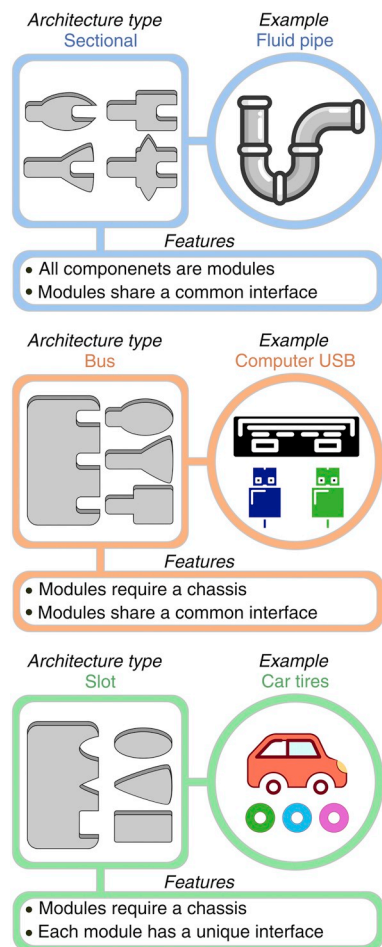 Architecture type
Sectional
Example
Fluid pipe
Features
• All componenets are modules
• Modules share a common interface
Architecture type
Bus
Example
Computer USB
Features
• Modules require a chassis
• Modules share a common interface
Architecture type
Slot
Example
Car tires
Features
• Modules require a chassis
• Each module has a unique interface